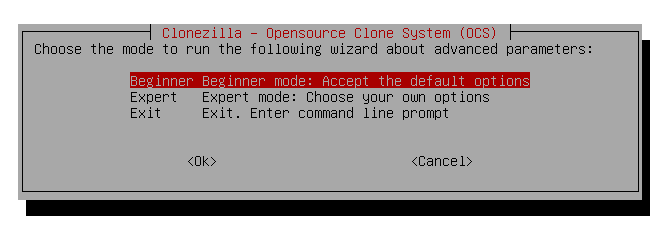 Clonezilla - Opensource Clone System (OCS)
Choose the mode to run the following wizard about advanced parameters:
Beginner Beginner mode: Accept the default options
Expert Expert mode: Choose your own options
Exit Exit. Enter command line prompt
<Ok> <Cancel>